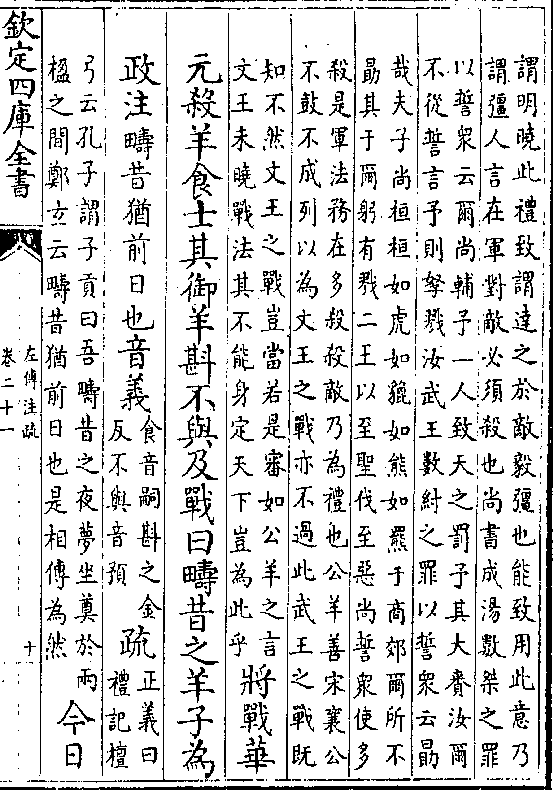 謂明曉此禮致謂達之於敵毅彊也能致用此意乃
謂彊人言在軍對敵必須殺也尚書成湯數桀之罪
以誓衆云爾尚輔予一人致天之罰予其大賚汝爾
不從誓言予則孥戮汝武王數紂之罪以誓衆云勗
哉夫子尚桓桓如虎如貔如熊如羆于商郊爾所不
勗其于爾躬有戮二王以至聖伐至惡尚誓衆使多
殺是軍法務在多殺殺敵乃為禮也公羊善宋襄公
不鼓不成列以為文王之戰亦不過此武王之戰既
知不然文王之戰豈當若是審如公羊之言
文王未曉戰法其不能身定天下豈為此乎
將戰華
元殺羊食士其御羊斟不與及戰曰疇昔之羊子為
政注疇昔猶前日也音義
食音嗣斟之金
反不與音預
疏
正義曰
禮記檀
弓云孔子謂子貢曰吾疇昔之夜夢坐奠於兩
楹之間鄭玄云疇昔猶前日也是相傳為然
今日
欽定四庫全書
左傳注疏
卷二十一
十